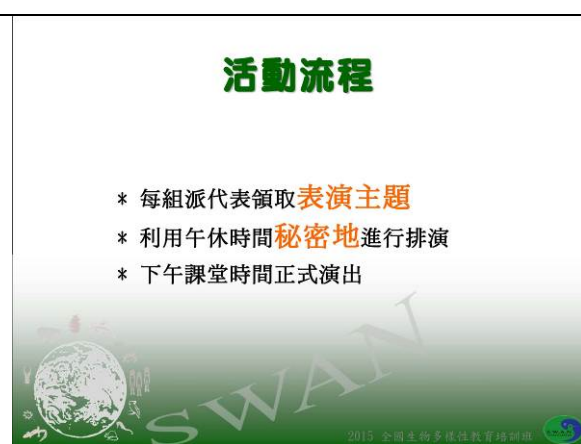 活動流程
* 每組派代表領取表演主題
* 利用午休時間秘密地進行排演
* 下午課堂時間正式演出
SWAN
2015 全國生物多樣性教育培訓班